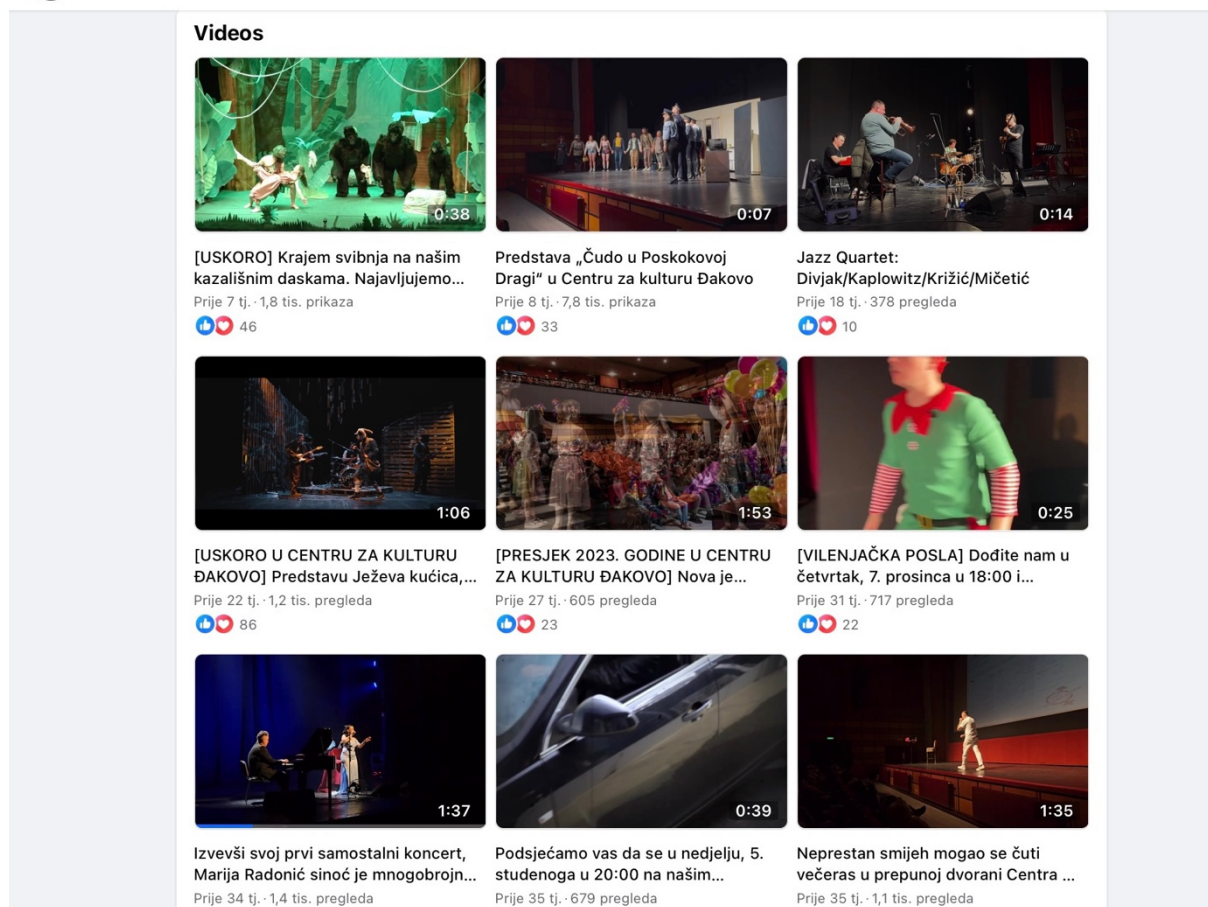 Videos
0:38
0:07
0:14
[USKORO] Krajem svibnja na našim
kazališnim daskama. Najavljujemo...
Prije 7 tj. · 1,8 tis. prikaza
46
Predstava „Čudo u Poskokovoj
Dragi“ u Centru za kulturu Đakovo
Prije 8 tj. · 7,8 tis. prikaza
33
Jazz Quartet:
Divjak/Kaplowitz/Križić/Mičetić
Prije 18 tj. · 378 pregleda
10
1:06
1:53
0:25
[USKORO U CENTRU ZA KULTURU
ĐAKOVO] Predstavu Ježeva kućica,...
Prije 22 tj. · 1,2 tis. pregleda
86
[PRESJEK 2023. GODINE U CENTRU
ZA KULTURU ĐAKOVO] Nova je...
Prije 27 tj. · 605 pregleda
23
[VILENJAČKA POSLA] Dođite nam u
četvrtak, 7. prosinca u 18:00 i...
Prije 31 tj. · 717 pregleda
22
1:37
0:39
1:35
Izvevši svoj prvi samostalni koncert,
Marija Radonić sinoć je mnogobrojn...
Prije 34 tj. · 1,4 tis. pregleda
Podsjećamo vas da se u nedjelju, 5.
studenoga u 20:00 na našim...
Prije 35 tj. · 679 pregleda
Neprestan smijeh mogao se čuti
večeras u prepunoj dvorani Centra ...
Prije 35 tj. · 1,1 tis. pregleda